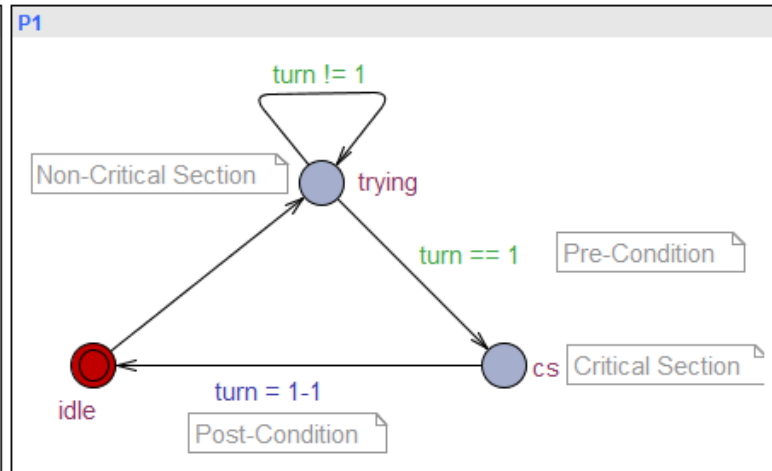 P1
turn != 1
Non-Critical Section
trying
turn == 1
Pre-Condition
cs
Critical Section
turn = 1-1
idle
Post-Condition